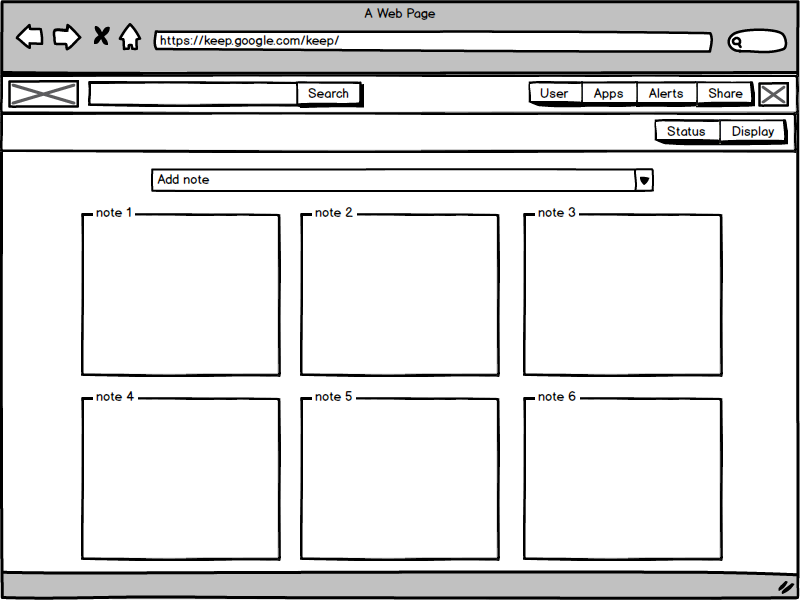 A Web Page
https://keep.google.com/keep/
Search
User Apps Alerts Share
Status Display
Add note
note 1 note 2 note 3
note 4 note 5 note 6